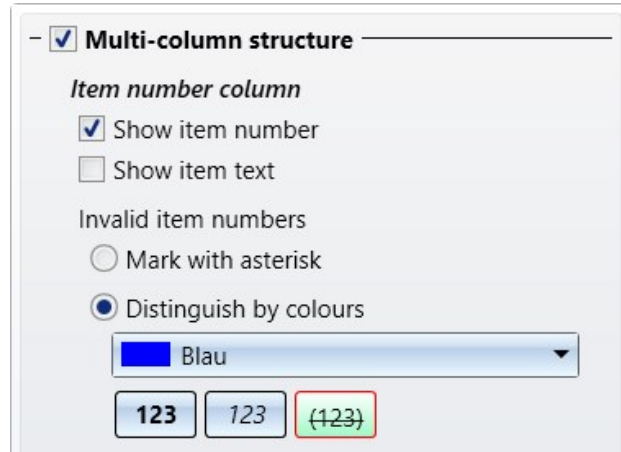 Multi-column structure
Item number column
Show item number
Show item text
Invalid item numbers
Mark with asterisk
Distinguish by colours
Blau
123 123 (123)